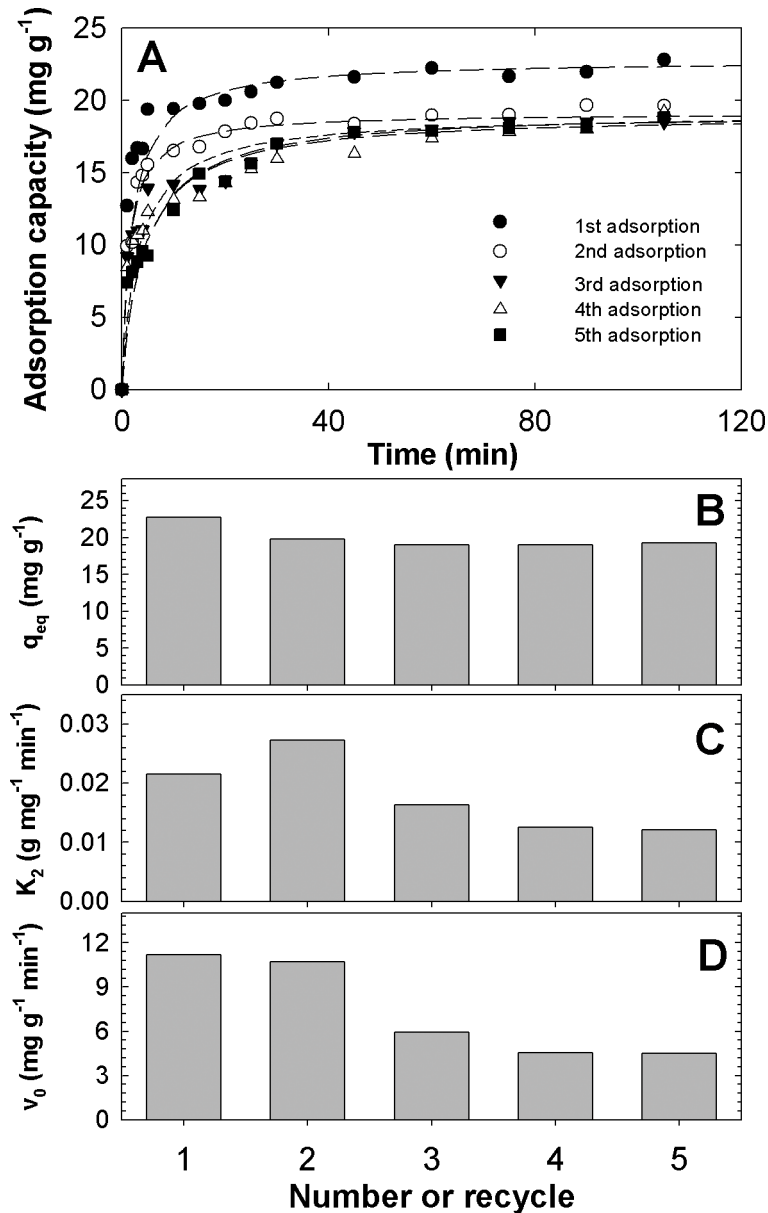 A
Adsorption capacity (mg g⁻¹)
25
20
15
10
5
0
1st adsorption
2nd adsorption
3rd adsorption
4th adsorption
5th adsorption
0 40 80 120
Time (min)
B
q_eq (mg g⁻¹)
25
20
15
10
5
0
C
K₂ (g mg⁻¹ min⁻¹)
0.03
0.02
0.01
0.00
D
v₀ (mg g⁻¹ min⁻¹)
12
9
6
3
0
1 2 3 4 5
Number or recycle